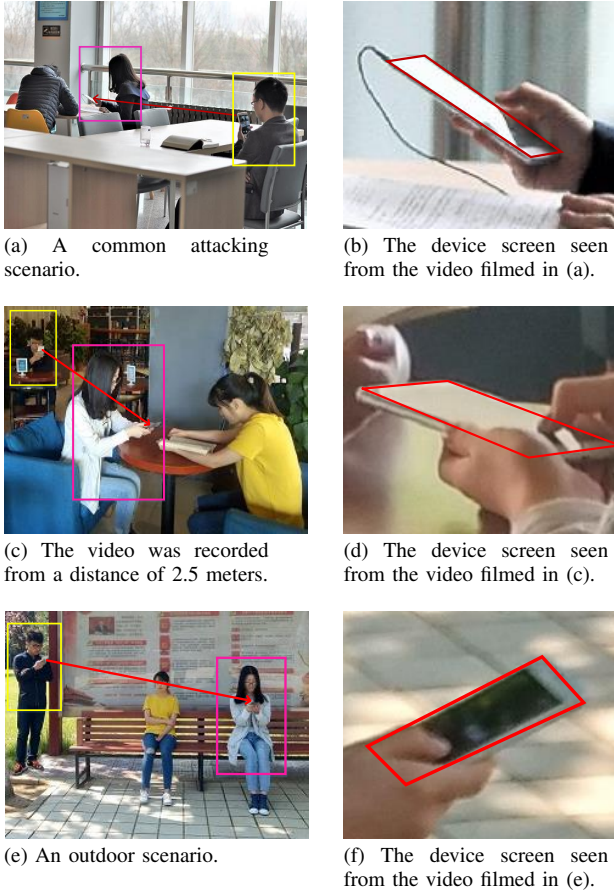 (a) A common attacking
scenario.
(b) The device screen seen
from the video filmed in (a).
(c) The video was recorded
from a distance of 2.5 meters.
(d) The device screen seen
from the video filmed in (c).
(e) An outdoor scenario.
(f) The device screen seen
from the video filmed in (e).